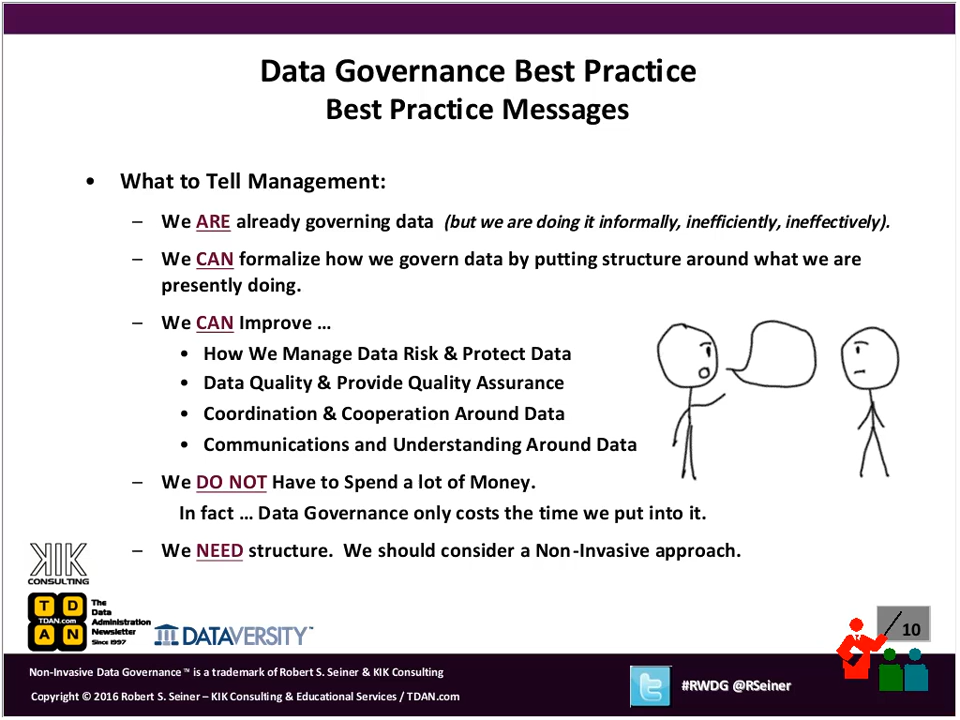 Data Governance Best Practice
Best Practice Messages
• What to Tell Management:
– We ARE already governing data (but we are doing it informally, inefficiently, ineffectively).
– We CAN formalize how we govern data by putting structure around what we are
presently doing.
– We CAN Improve …
• How We Manage Data Risk & Protect Data
• Data Quality & Provide Quality Assurance
• Coordination & Cooperation Around Data
• Communications and Understanding Around Data
– We DO NOT Have to Spend a lot of Money.
In fact … Data Governance only costs the time we put into it.
– We NEED structure. We should consider a Non-Invasive approach.
KIK
CONSULTING
T D
TDAN.com
A N
The
Data
Administration
Newsletter
Since 1997
DATAVERSITY™
10
Non-Invasive Data Governance™ is a trademark of Robert S. Seiner & KIK Consulting
Copyright © 2016 Robert S. Seiner – KIK Consulting & Educational Services / TDAN.com
#RWDG @RSeiner